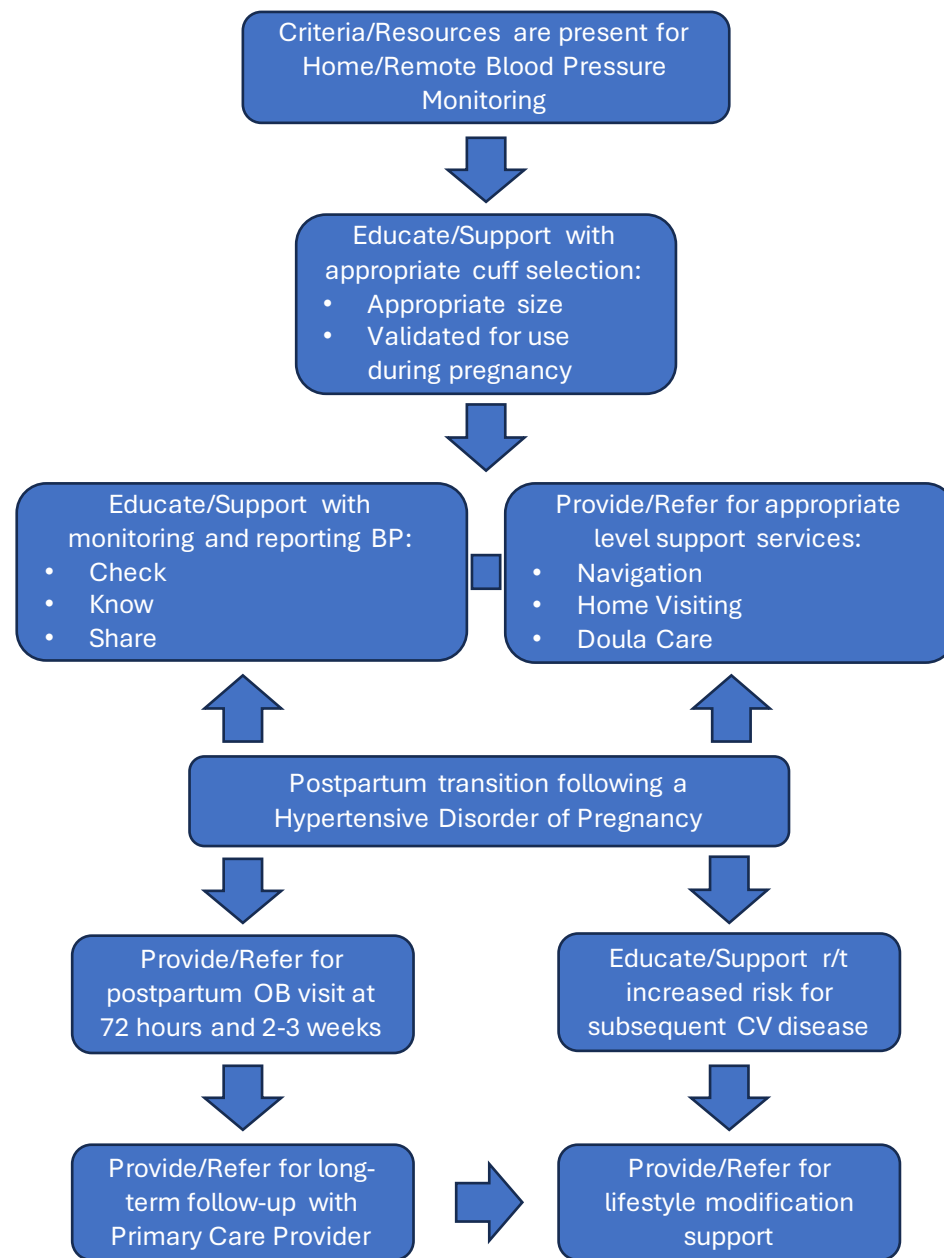 Criteria/Resources are present for
Home/Remote Blood Pressure
Monitoring
Educate/Support with
appropriate cuff selection:
• Appropriate size
• Validated for use
during pregnancy
Educate/Support with
monitoring and reporting BP:
• Check
• Know
• Share
Provide/Refer for appropriate
level support services:
• Navigation
• Home Visiting
• Doula Care
Postpartum transition following a
Hypertensive Disorder of Pregnancy
Provide/Refer for
postpartum OB visit at
72 hours and 2-3 weeks
Educate/Support r/t
increased risk for
subsequent CV disease
Provide/Refer for long-
term follow-up with
Primary Care Provider
Provide/Refer for
lifestyle modification
support